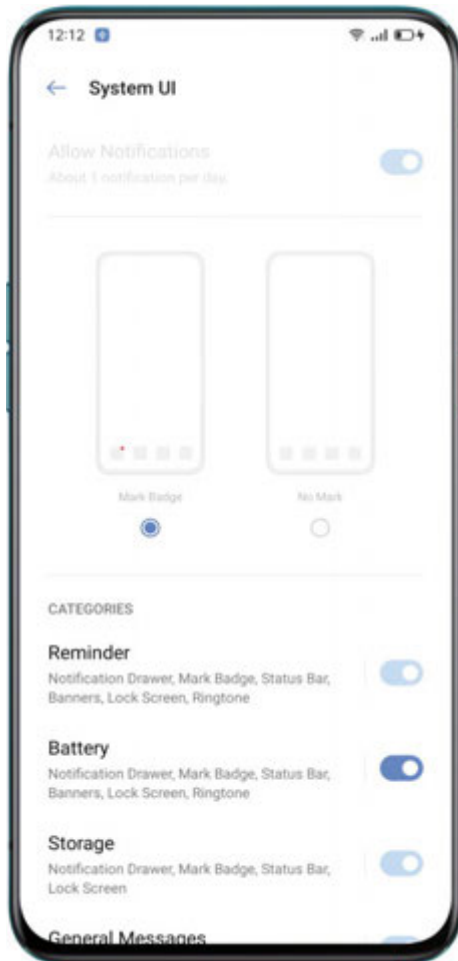 12:12
System UI
Allow Notifications
About 1 notification per day
Mark Badge
No Mark
CATEGORIES
Reminder
Notification Drawer, Mark Badge, Status Bar,
Banners, Lock Screen, Ringtone
Battery
Notification Drawer, Mark Badge, Status Bar,
Banners, Lock Screen, Ringtone
Storage
Notification Drawer, Mark Badge, Status Bar,
Lock Screen
General Messages